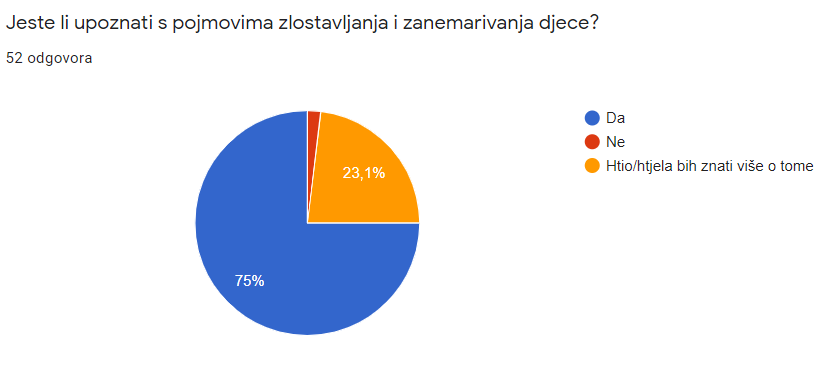 Jeste li upoznati s pojmovima zlostavljanja i zanemarivanja djece?
52 odgovora
Da
Ne
Htio/htjela bih znati više o tome
23,1%
75%